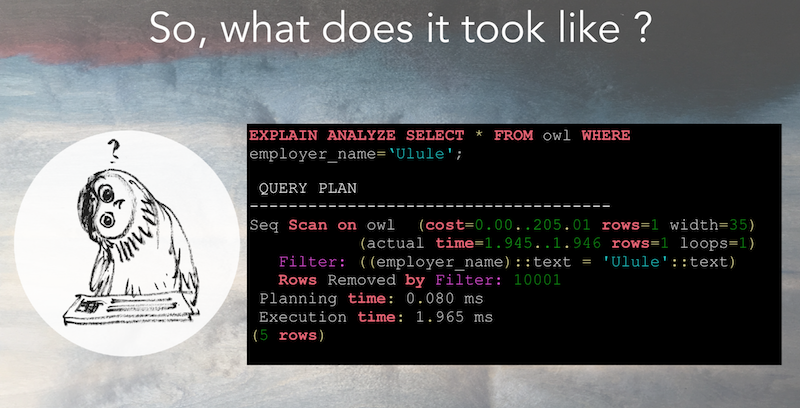 So, what does it took like ?
?
EXPLAIN ANALYZE SELECT * FROM owl WHERE
employer_name=‘Ulule';
QUERY PLAN
-------------------------------------
Seq Scan on owl (cost=0.00..205.01 rows=1 width=35)
(actual time=1.945..1.946 rows=1 loops=1)
Filter: ((employer_name)::text = 'Ulule'::text)
Rows Removed by Filter: 10001
Planning time: 0.080 ms
Execution time: 1.965 ms
(5 rows)